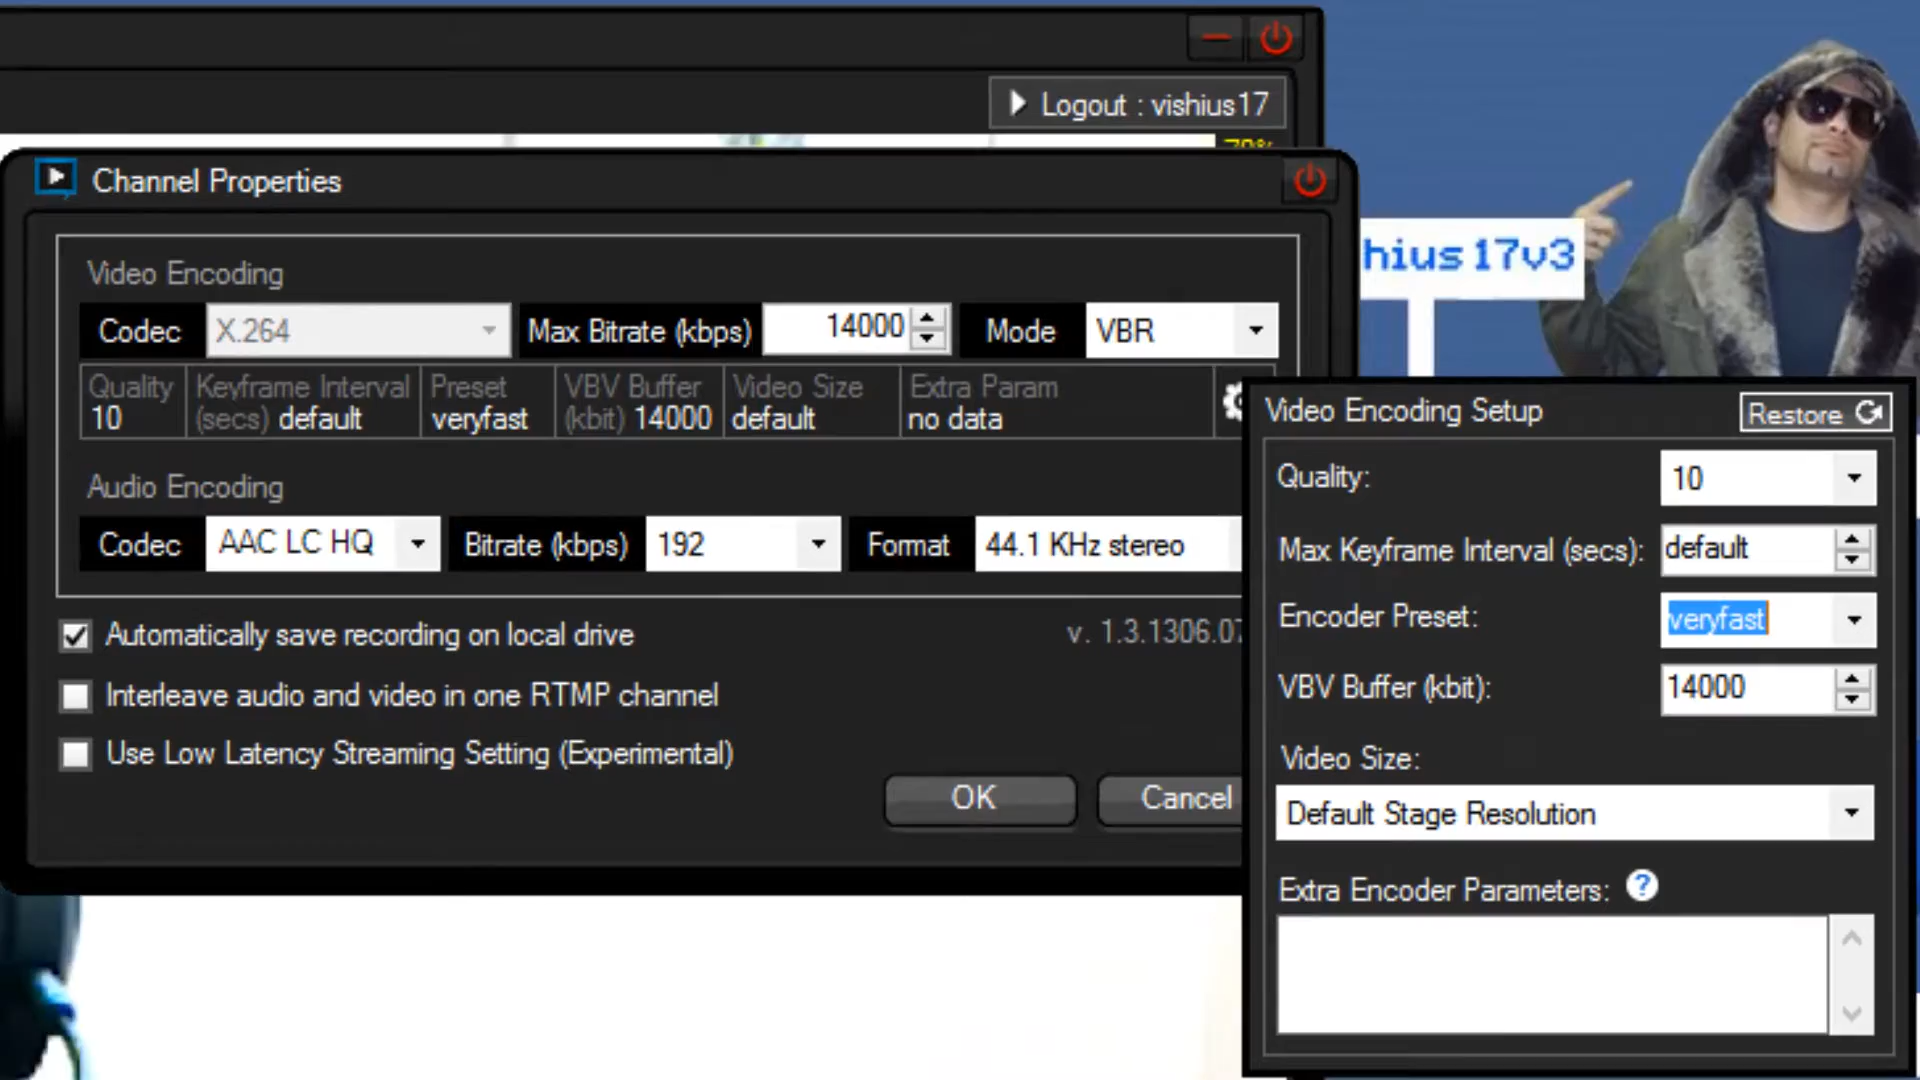 Logout : vishius17
Channel Properties
hius17v3
Video Encoding
Codec X.264 Max Bitrate (kbps) 14000 Mode VBR
Quality Keyframe Interval Preset VBV Buffer Video Size Extra Param
10 (secs) default veryfast (kbit) 14000 default no data
Audio Encoding
Codec AAC LC HQ Bitrate (kbps) 192 Format 44.1 KHz stereo
Automatically save recording on local drive
v. 1.3.1306.07
Interleave audio and video in one RTMP channel
Use Low Latency Streaming Setting (Experimental)
OK Cancel
Video Encoding Setup Restore
Quality: 10
Max Keyframe Interval (secs): default
Encoder Preset: veryfast
VBV Buffer (kbit): 14000
Video Size:
Default Stage Resolution
Extra Encoder Parameters: ?